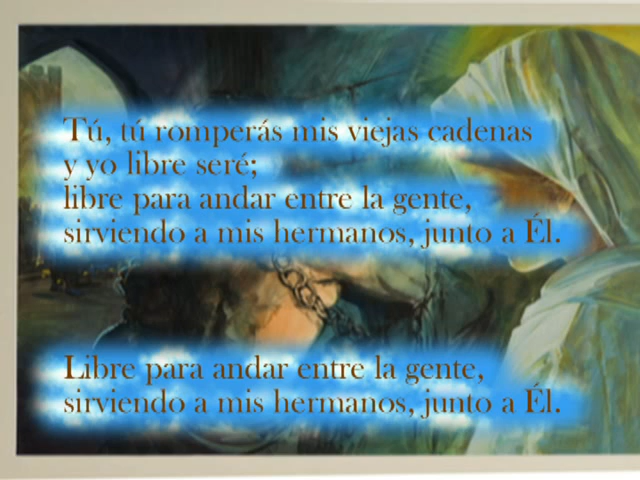 Tú, tú romperás mis viejas cadenas
y yo libre seré;
libre para andar entre la gente,
sirviendo a mis hermanos, junto a Él.
Libre para andar entre la gente,
sirviendo a mis hermanos, junto a Él.